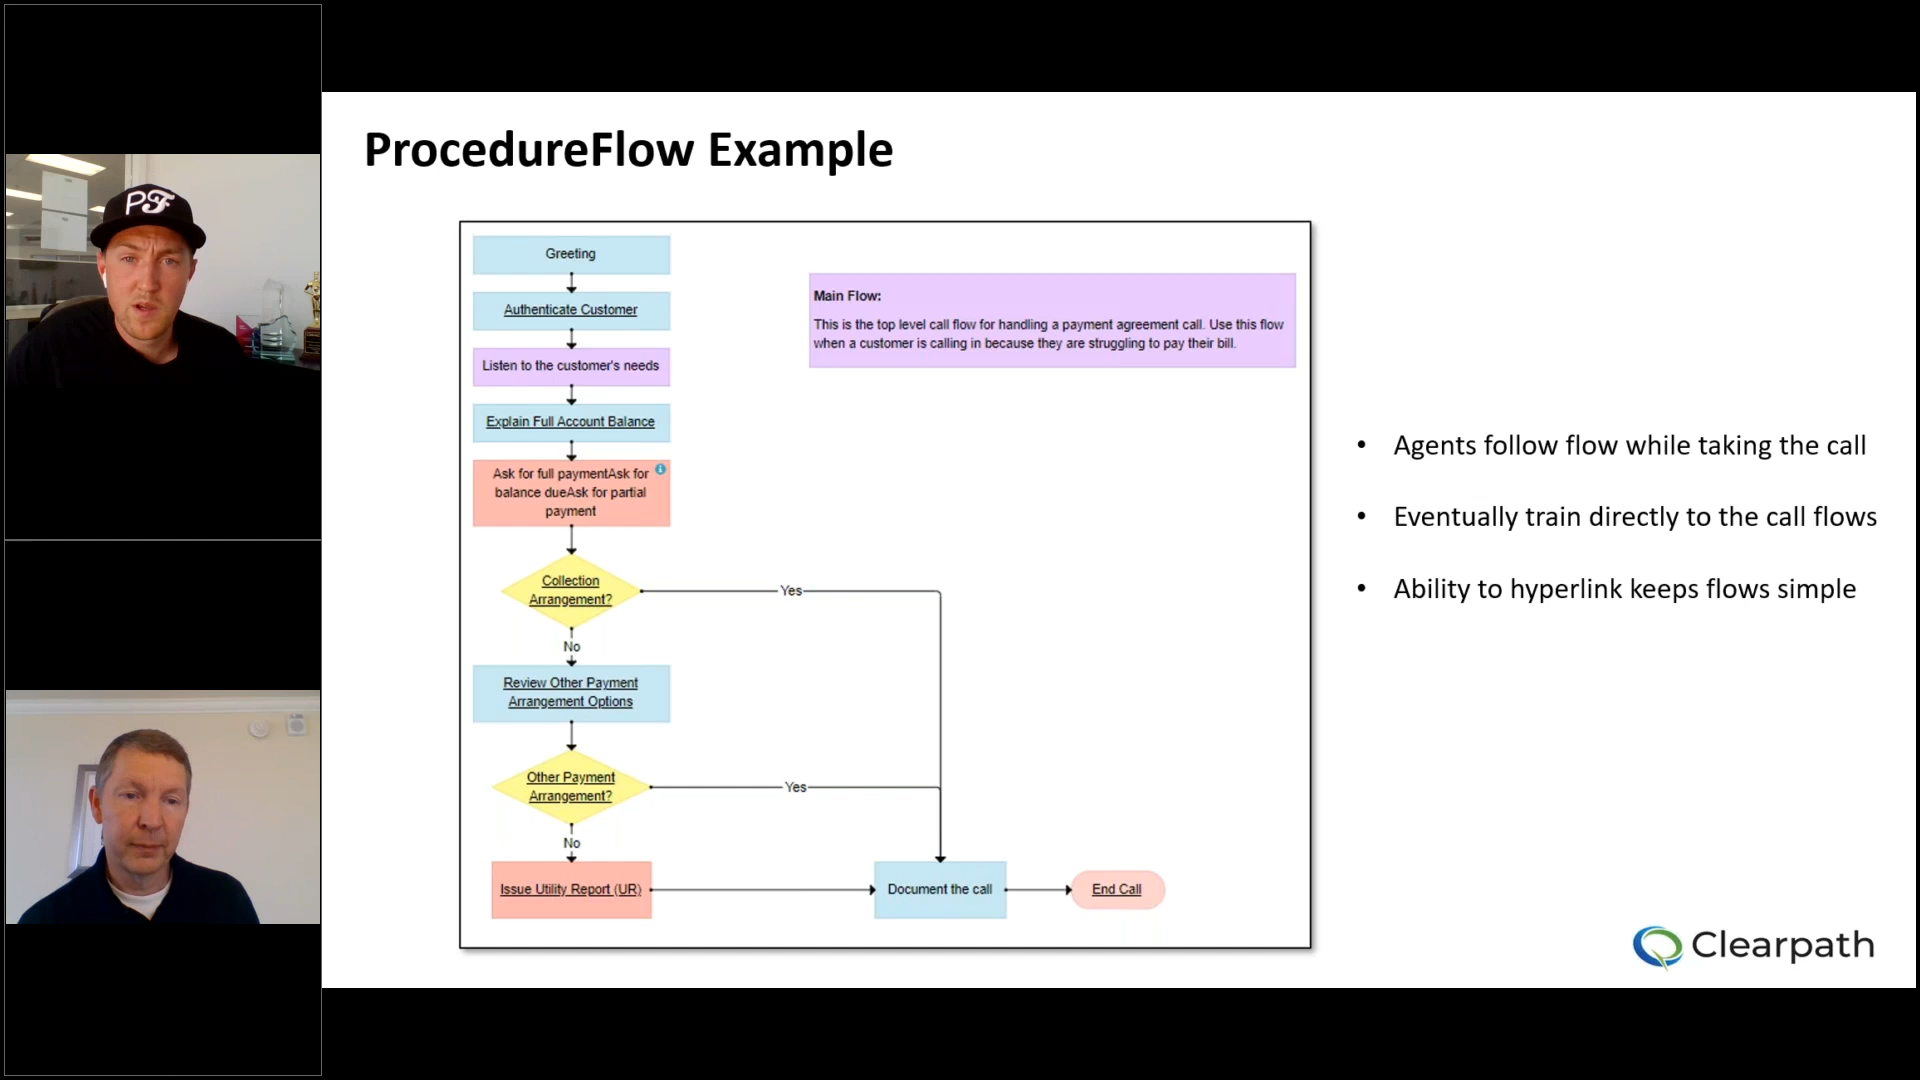 PF
ProcedureFlow Example
Greeting
Authenticate Customer
Listen to the customer's needs
Explain Full Account Balance
Ask for full paymentAsk for
balance dueAsk for partial
payment
Collection
Arrangement?
Yes
No
Review Other Payment
Arrangement Options
Other Payment
Arrangement?
Yes
No
Issue Utility Report (UR)
Document the call
End Call
Main Flow:
This is the top level call flow for handling a payment agreement call. Use this flow
when a customer is calling in because they are struggling to pay their bill.
• Agents follow flow while taking the call
• Eventually train directly to the call flows
• Ability to hyperlink keeps flows simple
Clearpath